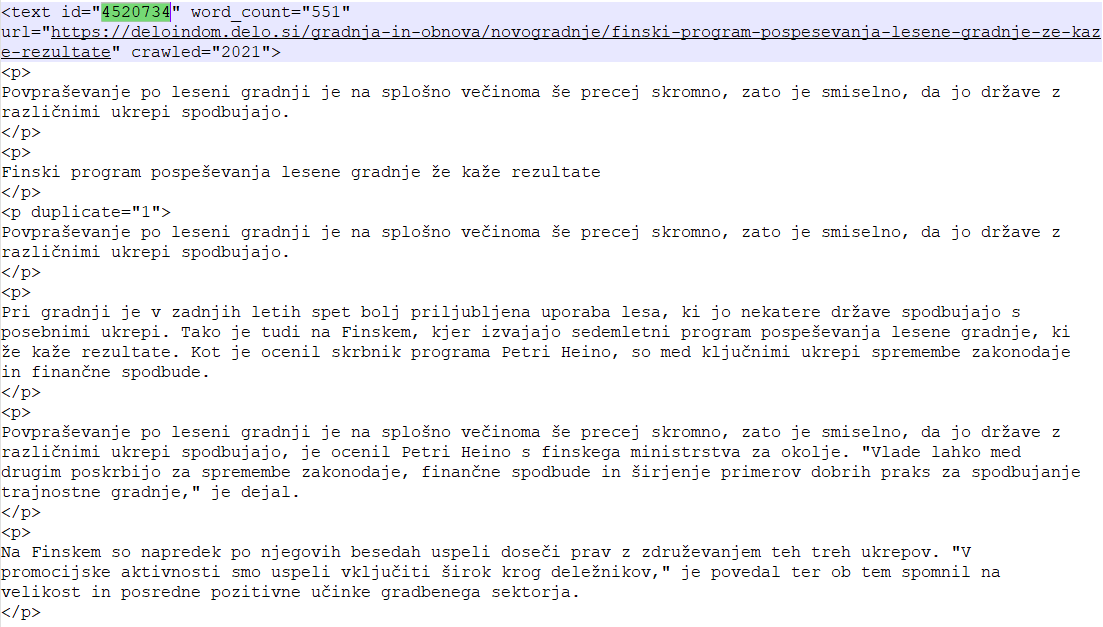 <text id="4520734" word_count="551"
url="https://deloindom.delo.si/gradnja-in-obnova/novogradnje/finski-program-pospesevanja-lesene-gradnje-ze-kaz
e-rezultate" crawled="2021">
<p>
Povpraševanje po leseni gradnji je na splošno večinoma še precej skromno, zato je smiselno, da jo države z
različnimi ukrepi spodbujajo.
</p>
<p>
Finski program pospeševanja lesene gradnje že kaže rezultate
</p>
<p duplicate="1">
Povpraševanje po leseni gradnji je na splošno večinoma še precej skromno, zato je smiselno, da jo države z
različnimi ukrepi spodbujajo.
</p>
<p>
Pri gradnji je v zadnjih letih spet bolj priljubljena uporaba lesa, ki jo nekatere države spodbujajo s
posebnimi ukrepi. Tako je tudi na Finskem, kjer izvajajo sedemletni program pospeševanja lesene gradnje, ki
že kaže rezultate. Kot je ocenil skrbnik programa Petri Heino, so med ključnimi ukrepi spremembe zakonodaje
in finančne spodbude.
</p>
<p>
Povpraševanje po leseni gradnji je na splošno večinoma še precej skromno, zato je smiselno, da jo države z
različnimi ukrepi spodbujajo, je ocenil Petri Heino s finskega ministrstva za okolje. "Vlade lahko med
drugim poskrbijo za spremembe zakonodaje, finančne spodbude in širjenje primerov dobrih praks za spodbujanje
trajnostne gradnje," je dejal.
</p>
<p>
Na Finskem so napredek po njegovih besedah uspeli doseči prav z združevanjem teh treh ukrepov. "V
promocijske aktivnosti smo uspeli vključiti širok krog deležnikov," je povedal ter ob tem spomnil na
velikost in posredne pozitivne učinke gradbenega sektorja.
</p>